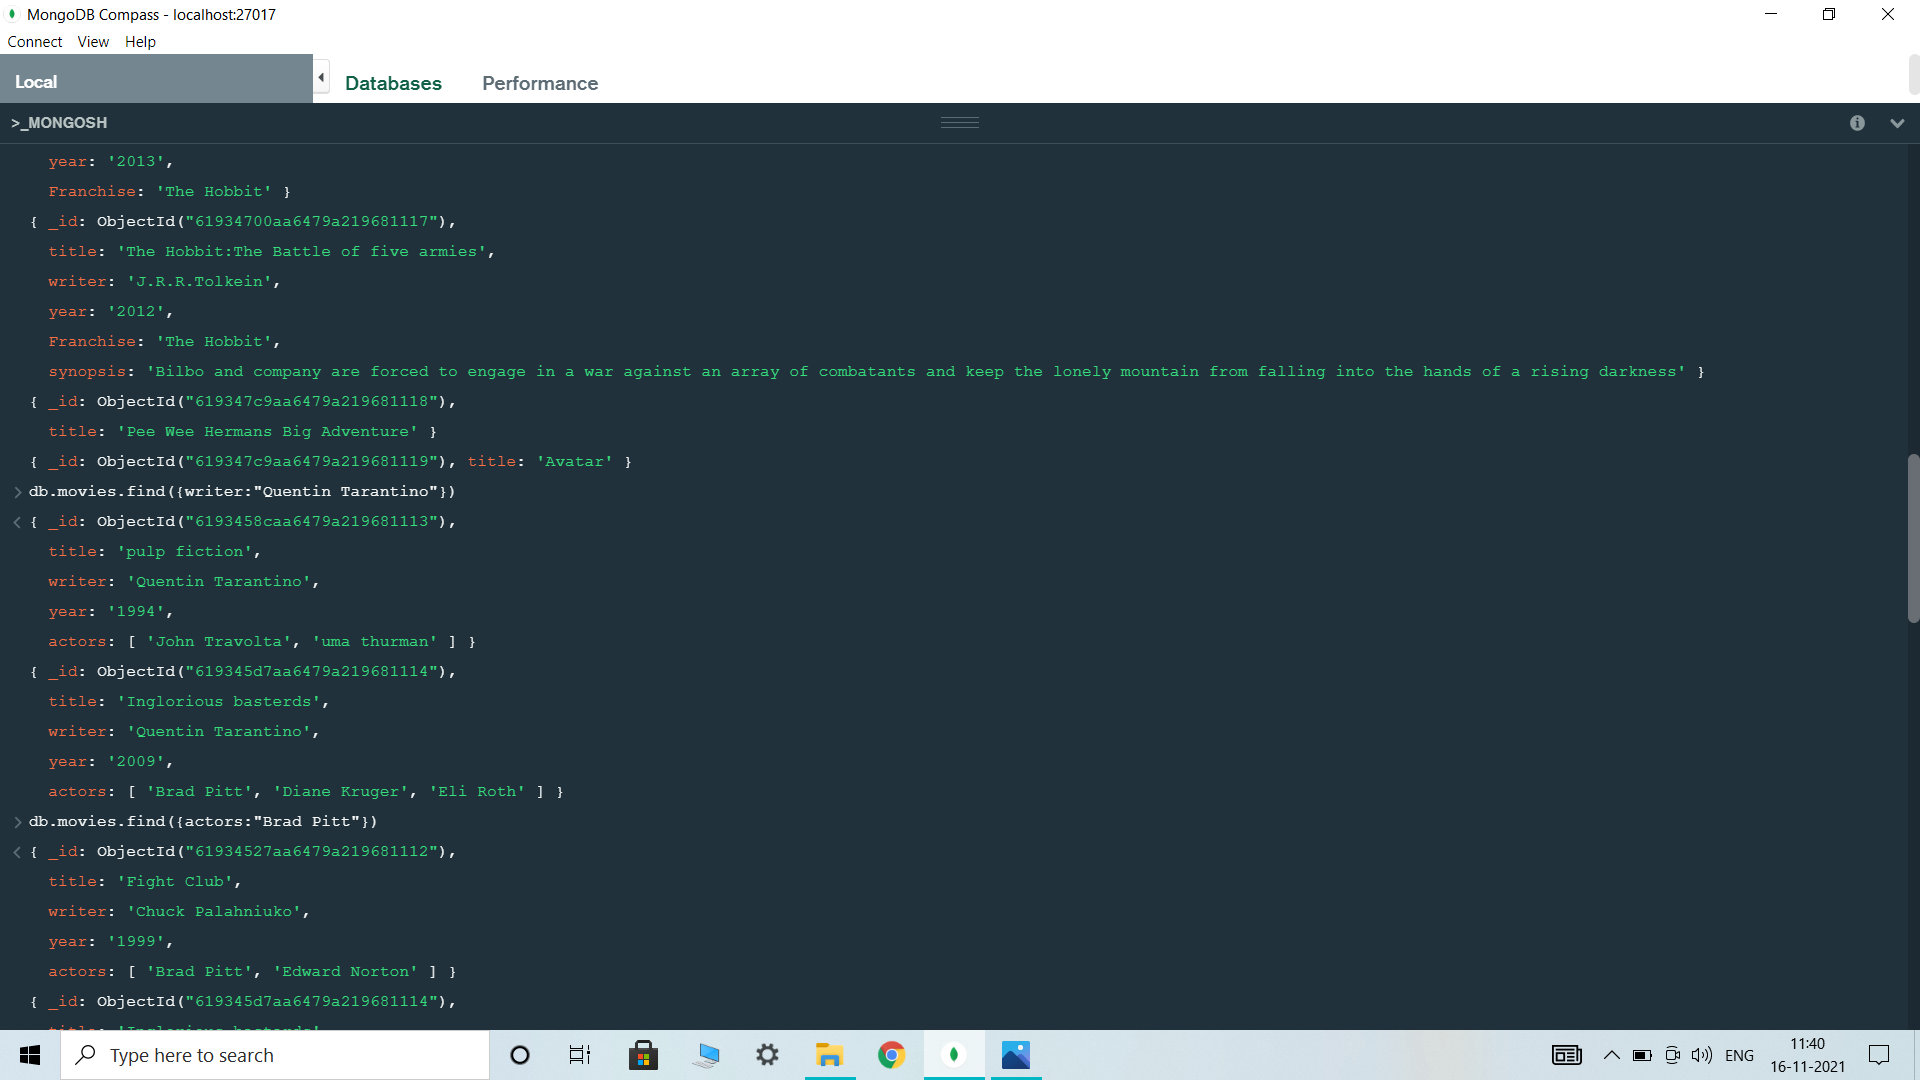 MongoDB Compass - localhost:27017
Connect View Help
Local
Databases Performance
>_MONGOSH
year: '2013',
Franchise: 'The Hobbit' }
{ _id: ObjectId("61934700aa6479a219681117"),
title: 'The Hobbit:The Battle of five armies',
writer: 'J.R.R.Tolkein',
year: '2012',
Franchise: 'The Hobbit',
synopsis: 'Bilbo and company are forced to engage in a war against an array of combatants and keep the lonely mountain from falling into the hands of a rising darkness' }
{ _id: ObjectId("619347c9aa6479a219681118"),
title: 'Pee Wee Hermans Big Adventure' }
{ _id: ObjectId("619347c9aa6479a219681119"), title: 'Avatar' }
> db.movies.find({writer:"Quentin Tarantino"})
< { _id: ObjectId("6193458caa6479a219681113"),
title: 'pulp fiction',
writer: 'Quentin Tarantino',
year: '1994',
actors: [ 'John Travolta', 'uma thurman' ] }
{ _id: ObjectId("619345d7aa6479a219681114"),
title: 'Inglorious basterds',
writer: 'Quentin Tarantino',
year: '2009',
actors: [ 'Brad Pitt', 'Diane Kruger', 'Eli Roth' ] }
> db.movies.find({actors:"Brad Pitt"})
< { _id: ObjectId("61934527aa6479a219681112"),
title: 'Fight Club',
writer: 'Chuck Palahniuko',
year: '1999',
actors: [ 'Brad Pitt', 'Edward Norton' ] }
{ _id: ObjectId("619345d7aa6479a219681114"),
title: 'Inglorious basterds'
Type here to search
ENG
11:40
16-11-2021